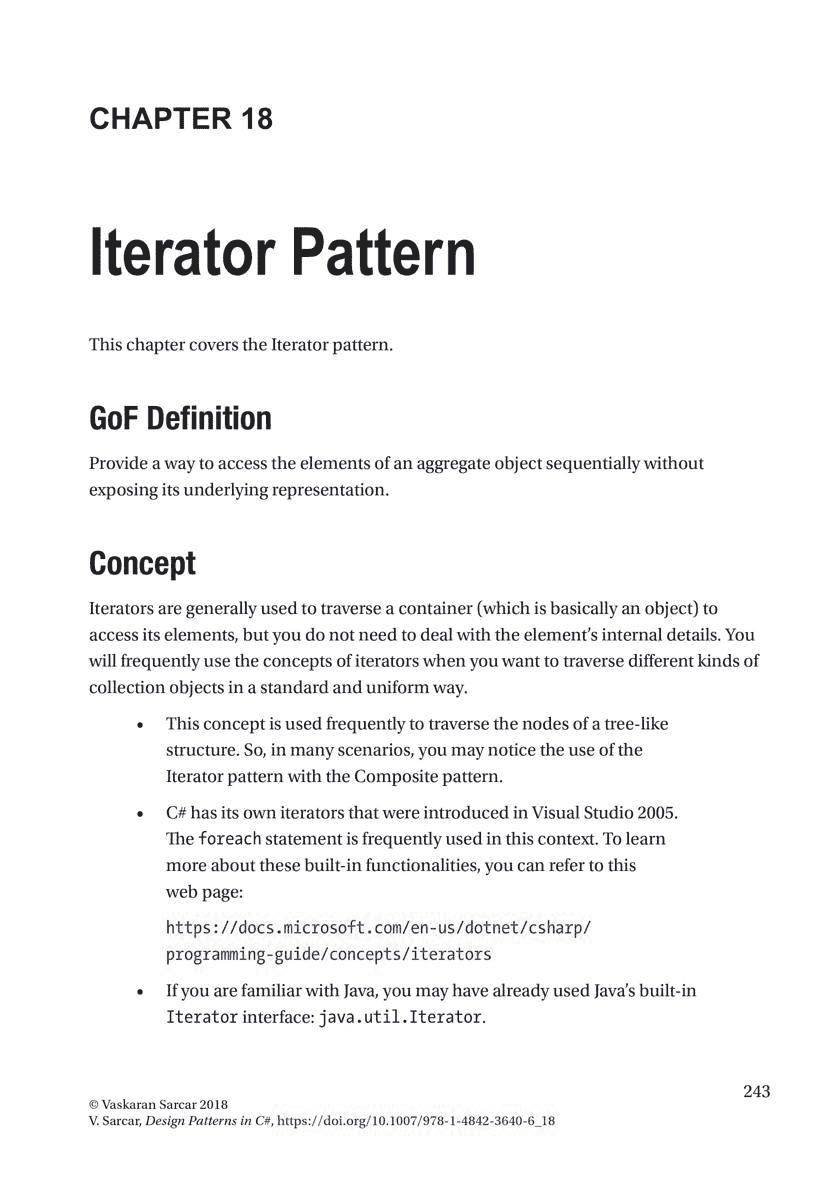 CHAPTER 18
Iterator Pattern
This chapter covers the Iterator pattern.
GoF Definition
Provide a way to access the elements of an aggregate object sequentially without
exposing its underlying representation.
Concept
Iterators are generally used to traverse a container (which is basically an object) to
access its elements, but you do not need to deal with the element’s internal details. You
will frequently use the concepts of iterators when you want to traverse different kinds of
collection objects in a standard and uniform way.
• This concept is used frequently to traverse the nodes of a tree-like
structure. So, in many scenarios, you may notice the use of the
Iterator pattern with the Composite pattern.
• C# has its own iterators that were introduced in Visual Studio 2005.
The foreach statement is frequently used in this context. To learn
more about these built-in functionalities, you can refer to this
web page:
https://docs.microsoft.com/en-us/dotnet/csharp/
programming-guide/concepts/iterators
• If you are familiar with Java, you may have already used Java’s built-in
Iterator interface: java.util.Iterator.
243
© Vaskaran Sarcar 2018
V. Sarcar, Design Patterns in C#, https://doi.org/10.1007/978-1-4842-3640-6_18